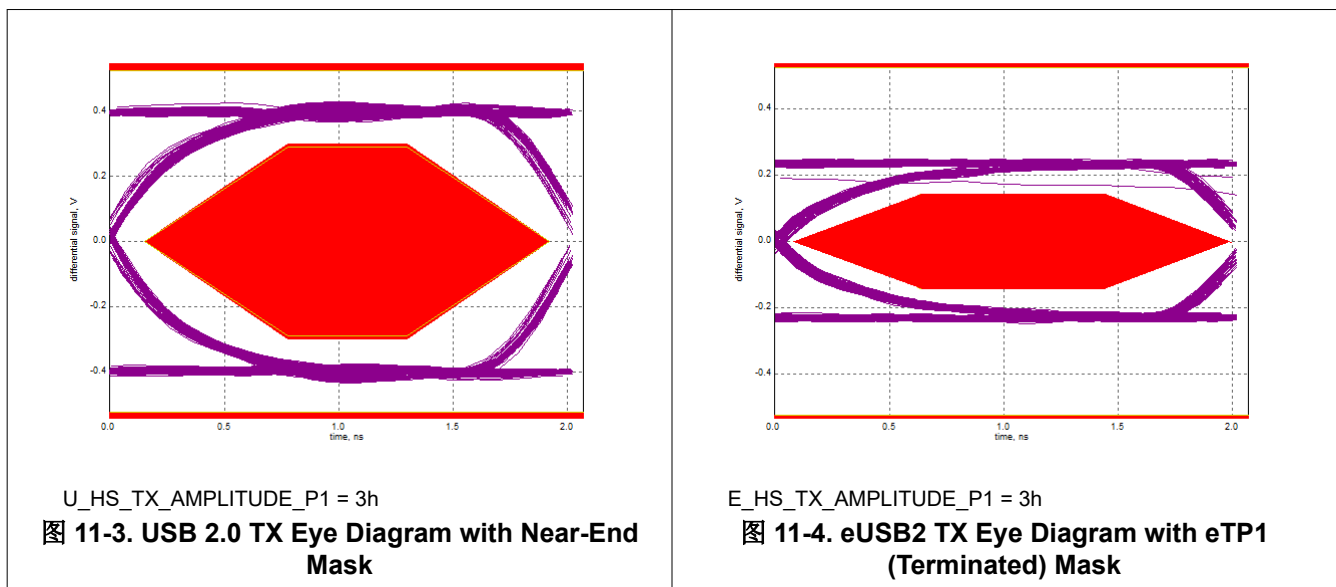 0.4
0.2
0.0
-0.2
-0.4
differential signal, V
0.0
0.5
1.0
1.5
2.0
time, ns
U_HS_TX_AMPLITUDE_P1 = 3h
图 11-3. USB 2.0 TX Eye Diagram with Near-End
Mask
0.4
0.2
0.0
-0.2
-0.4
differential signal, V
0.0
0.5
1.0
1.5
2.0
time, ns
E_HS_TX_AMPLITUDE_P1 = 3h
图 11-4. eUSB2 TX Eye Diagram with eTP1
(Terminated) Mask